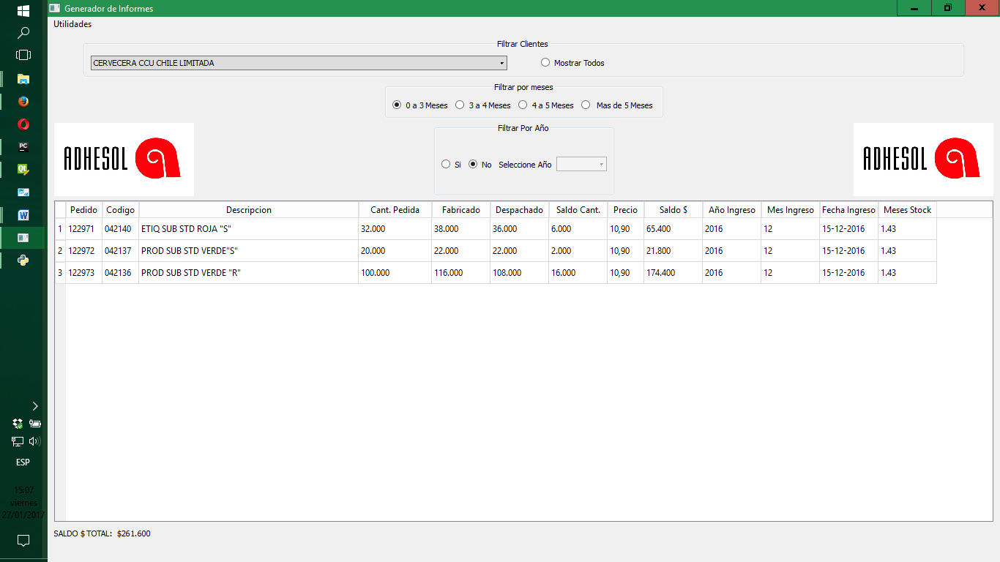 Generador de Informes
Utilidades
Filtrar Clientes
CERVECERA CCU CHILE LIMITADA Mostrar Todos
Filtrar por meses
0 a 3 Meses 3 a 4 Meses 4 a 5 Meses Mas de 5 Meses
Filtrar Por Año
ADHESOL Si No Seleccione Año ADHESOL
Pedido Codigo Descripcion Cant. Pedida Fabricado Despachado Saldo Cant. Precio Saldo $ Año Ingreso Mes Ingreso Fecha Ingreso Meses Stock
1 122971 042140 ETIQ SUB STD ROJA "S" 32.000 38.000 36.000 6.000 10,90 65.400 2016 12 15-12-2016 1.43
2 122972 042137 PROD SUB STD VERDE"S" 20.000 22.000 22.000 2.000 10,90 21.800 2016 12 15-12-2016 1.43
3 122973 042136 PROD SUB STD VERDE "R" 100.000 116.000 108.000 16.000 10,90 174.400 2016 12 15-12-2016 1.43
SALDO $ TOTAL: $261.600
PC
Qt
W
ESP
15:07
viernes
27/01/2017